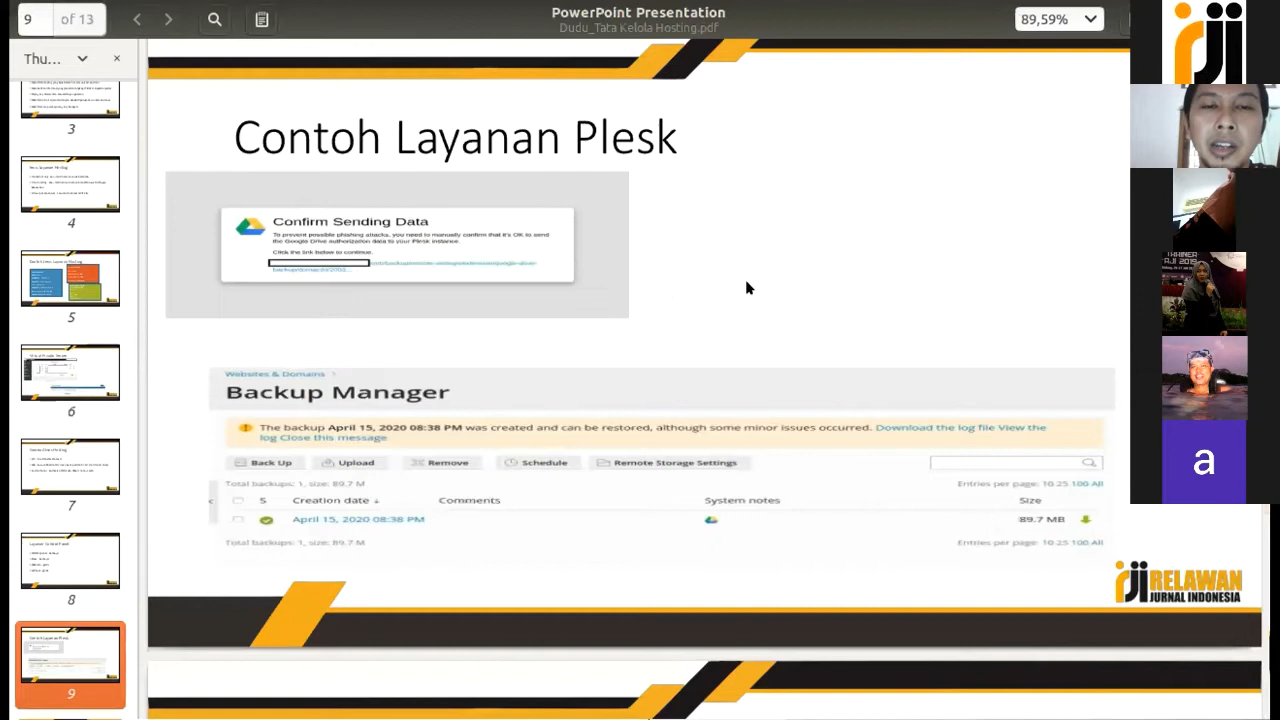 9
of 13
PowerPoint Presentation
Dudu_Tata Kelola Hosting.pdf
89,59%
Thu...
3
4
5
6
7
8
9
Contoh Layanan Plesk
Confirm Sending Data
To prevent possible phishing attacks, you need to manually confirm that it's OK to send
the Google Drive authorization data to your Plesk instance.
Click the link below to continue.
Websites & Domains
Backup Manager
The backup April 15, 2020 08:38 PM was created and can be restored, although some minor issues occurred. Download the log file View the
log Close this message
Back Up Upload Remove Schedule Remote Storage Settings
Total backups: 1, size: 89.7 M Entries per page: 10 25 100 All
S Creation date Comments System notes Size
April 15, 2020 08:38 PM 89.7 MB
Total backups: 1, size: 89.7 M Entries per page: 10 25 100 All
rji RELAWAN
JURNAL INDONESIA
rji
a